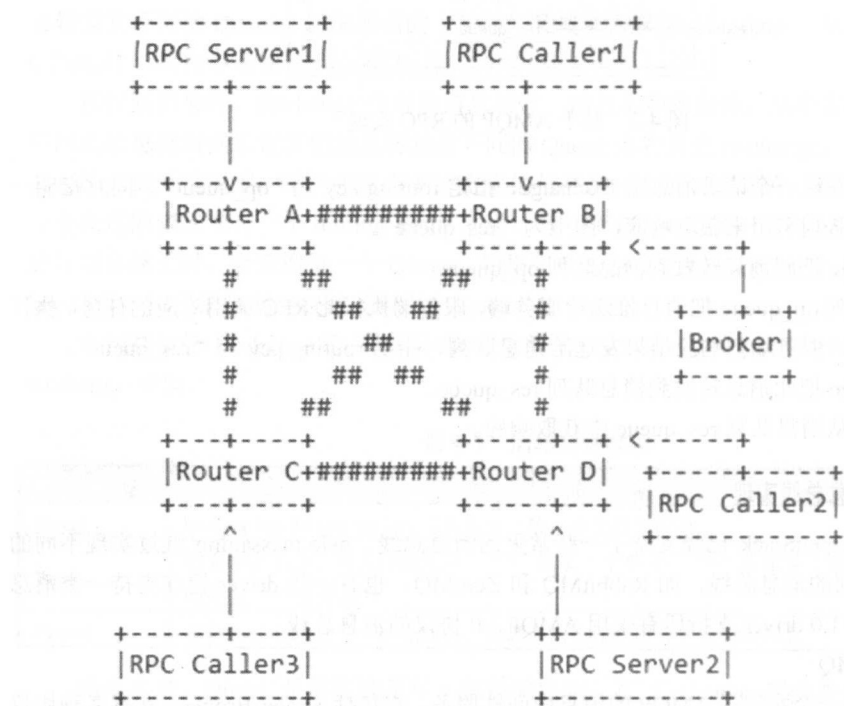 RPC Server1 RPC Caller1
Router A Router B
Broker
Router C Router D
RPC Caller2
RPC Caller3 RPC Server2